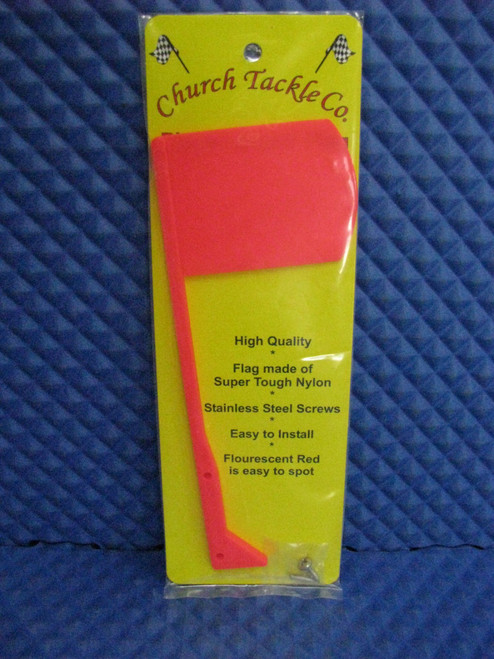 Church Tackle Co.
High Quality
*
Flag made of
Super Tough Nylon
*
Stainless Steel Screws
*
Easy to Install
*
Flourescent Red
is easy to spot